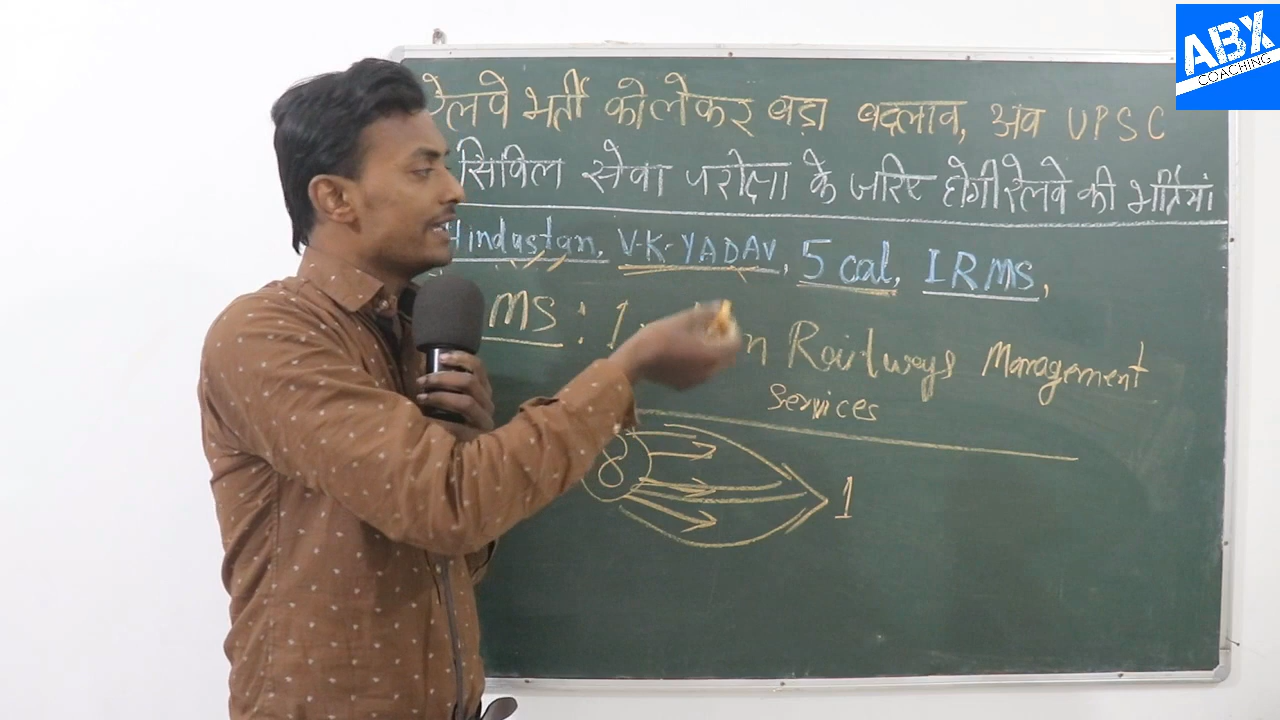 रेलवे भर्ती को लेकर बड़ा बदलाव, अब UPSC
सिविल सेवा परीक्षा के जरिए होगी रेलवे की भर्तियां
Hindustan, V.K. YADAV, 5 cal, IRMS,
MS : Railways Management
Services
8
1
ABX
COACHING